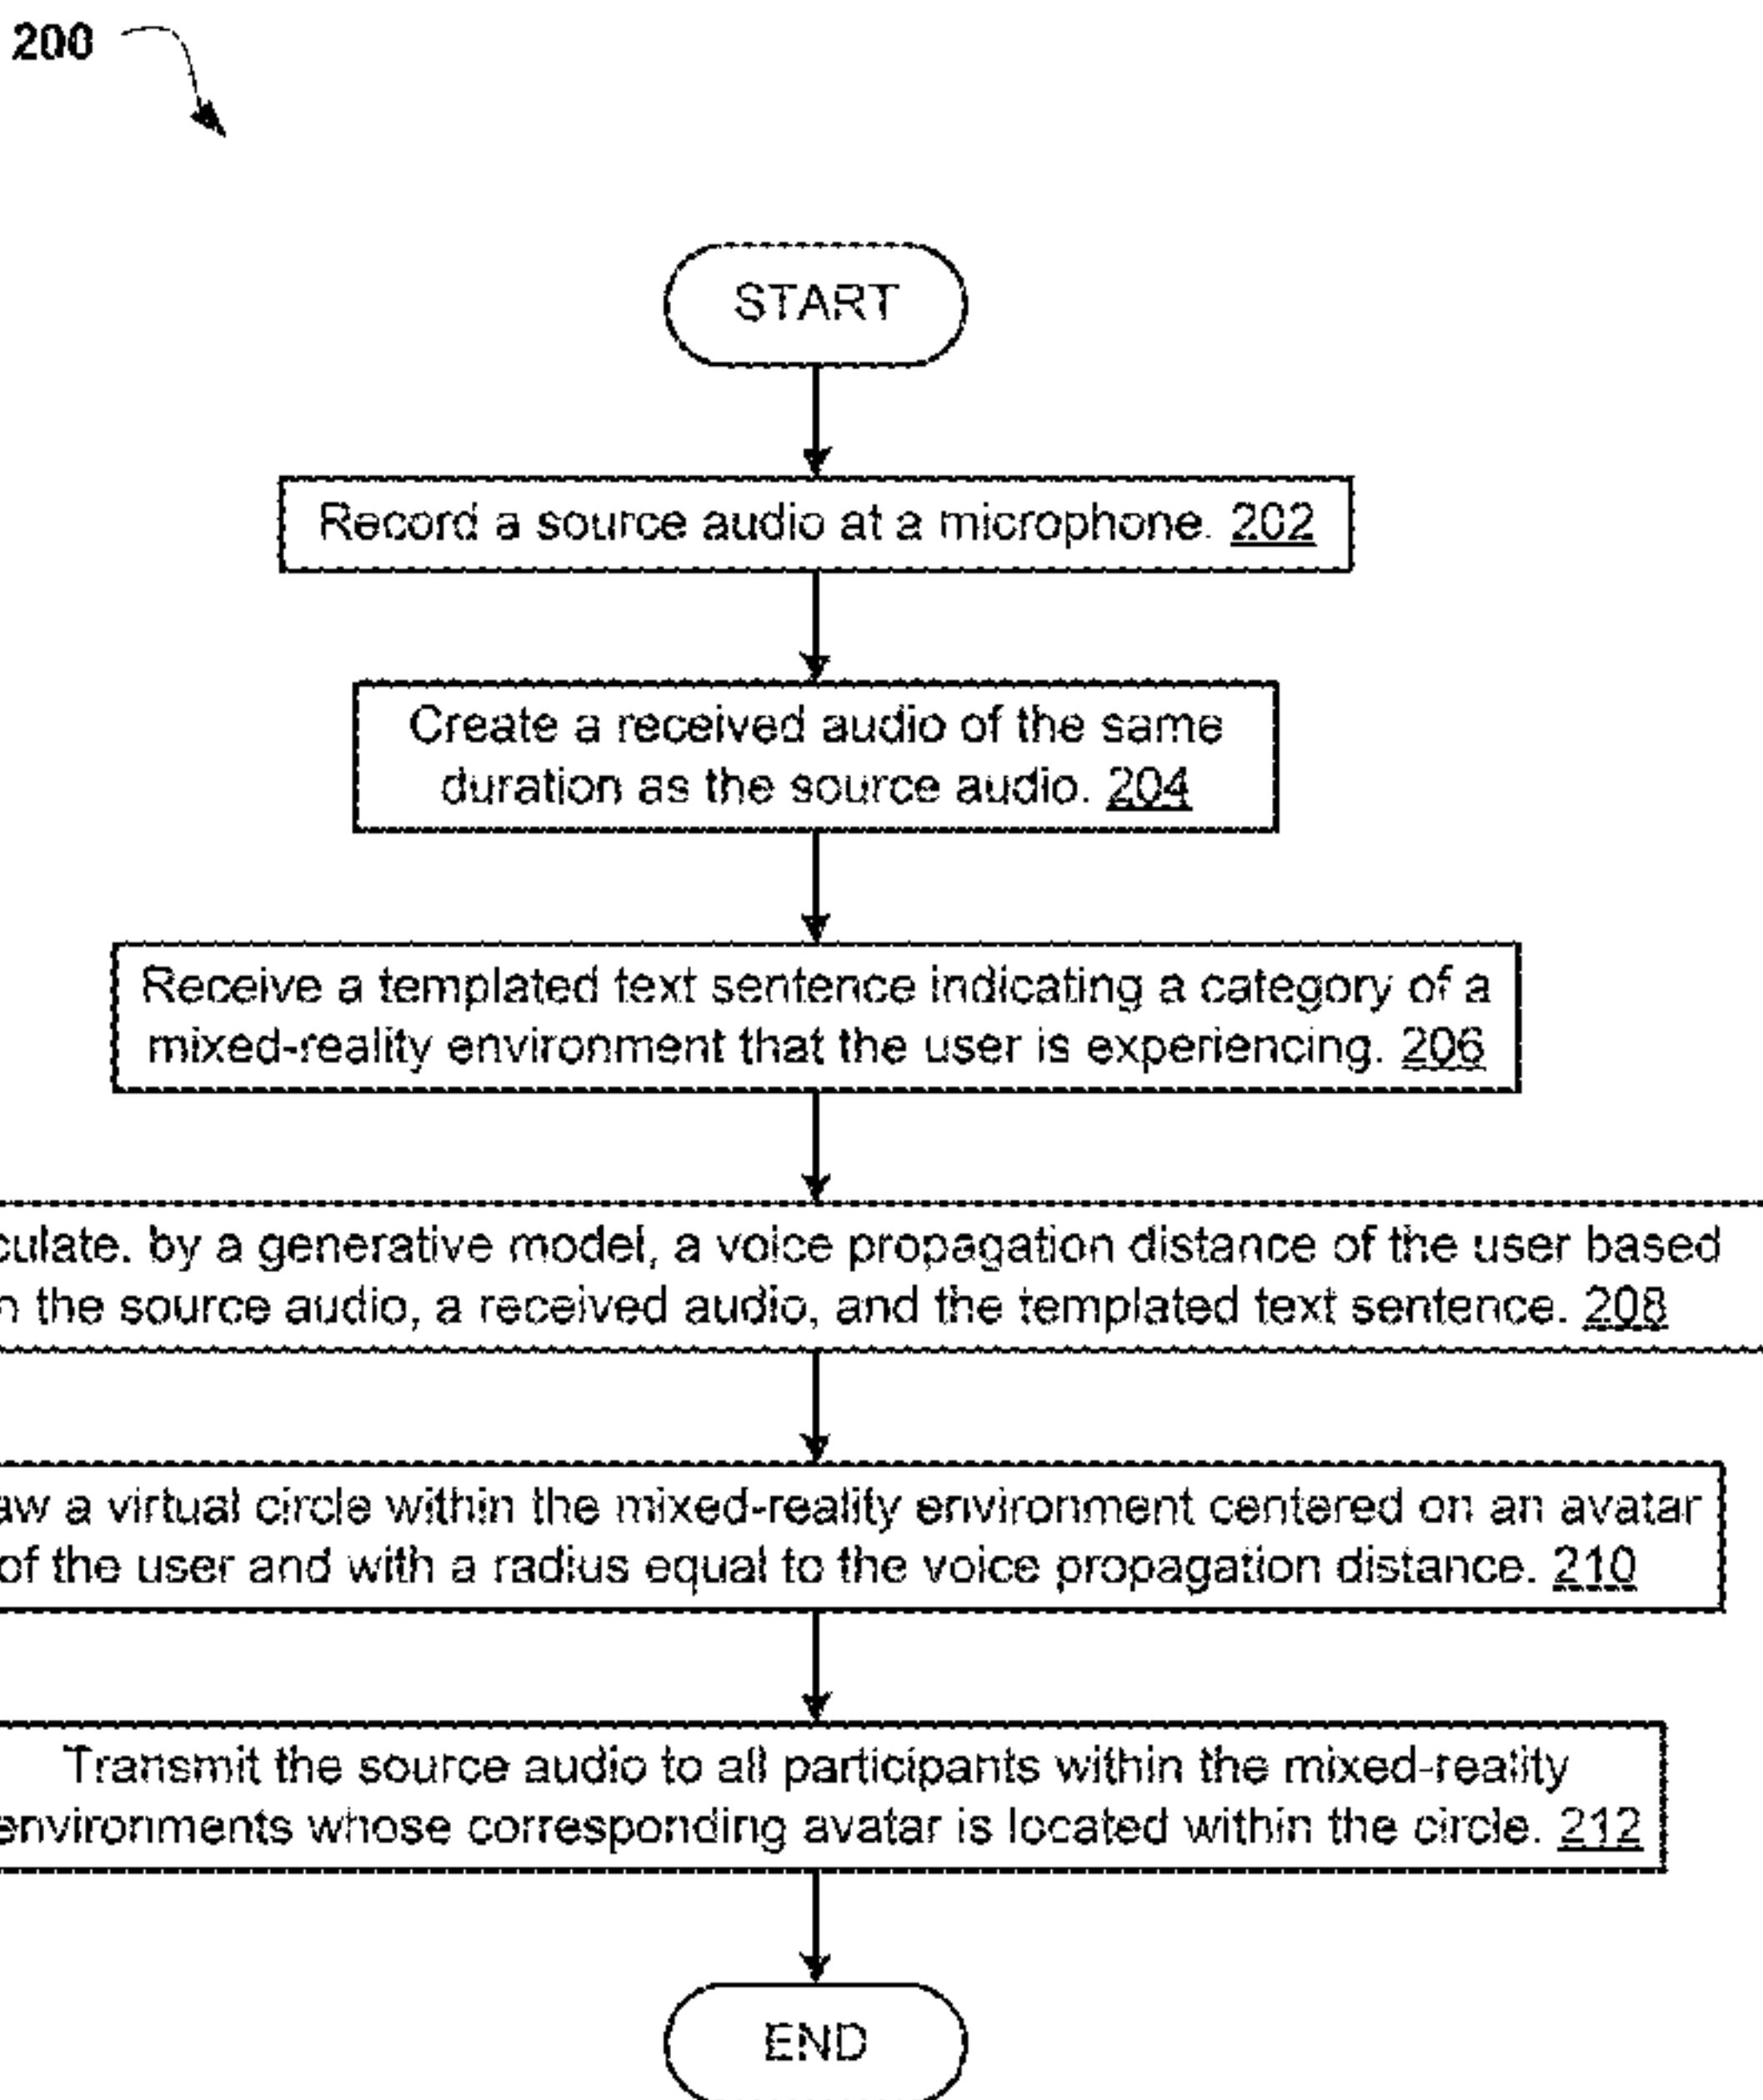 200
START
Record a source audio at a microphone. 202
Create a received audio of the same
duration as the source audio. 204
Receive a templated text sentence indicating a category of a
mixed-reality environment that the user is experiencing. 206
culate. by a generative model, a voice propagation distance of the user based
n the source audio, a received audio, and the templated text sentence. 208
aw a virtual circle within the mixed-reality environment centered on an avatar
of the user and with a radius equal to the voice propagation distance. 210
Transmit the source audio to all participants within the mixed-reality
environments whose corresponding avatar is located within the circle. 212
END